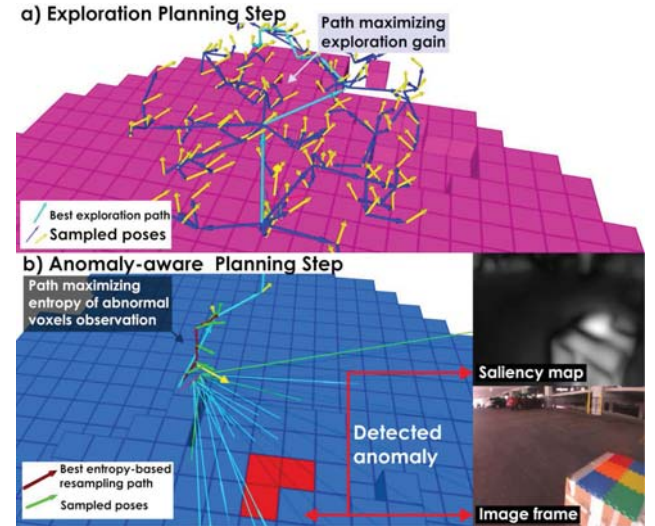 a) Exploration Planning Step
Path maximizing
exploration gain
Best exploration path
Sampled poses
b) Anomaly-aware Planning Step
Path maximizing
entropy of abnormal
voxels observation
Saliency map
Detected
anomaly
Best entropy-based
resampling path
Sampled poses
Image frame